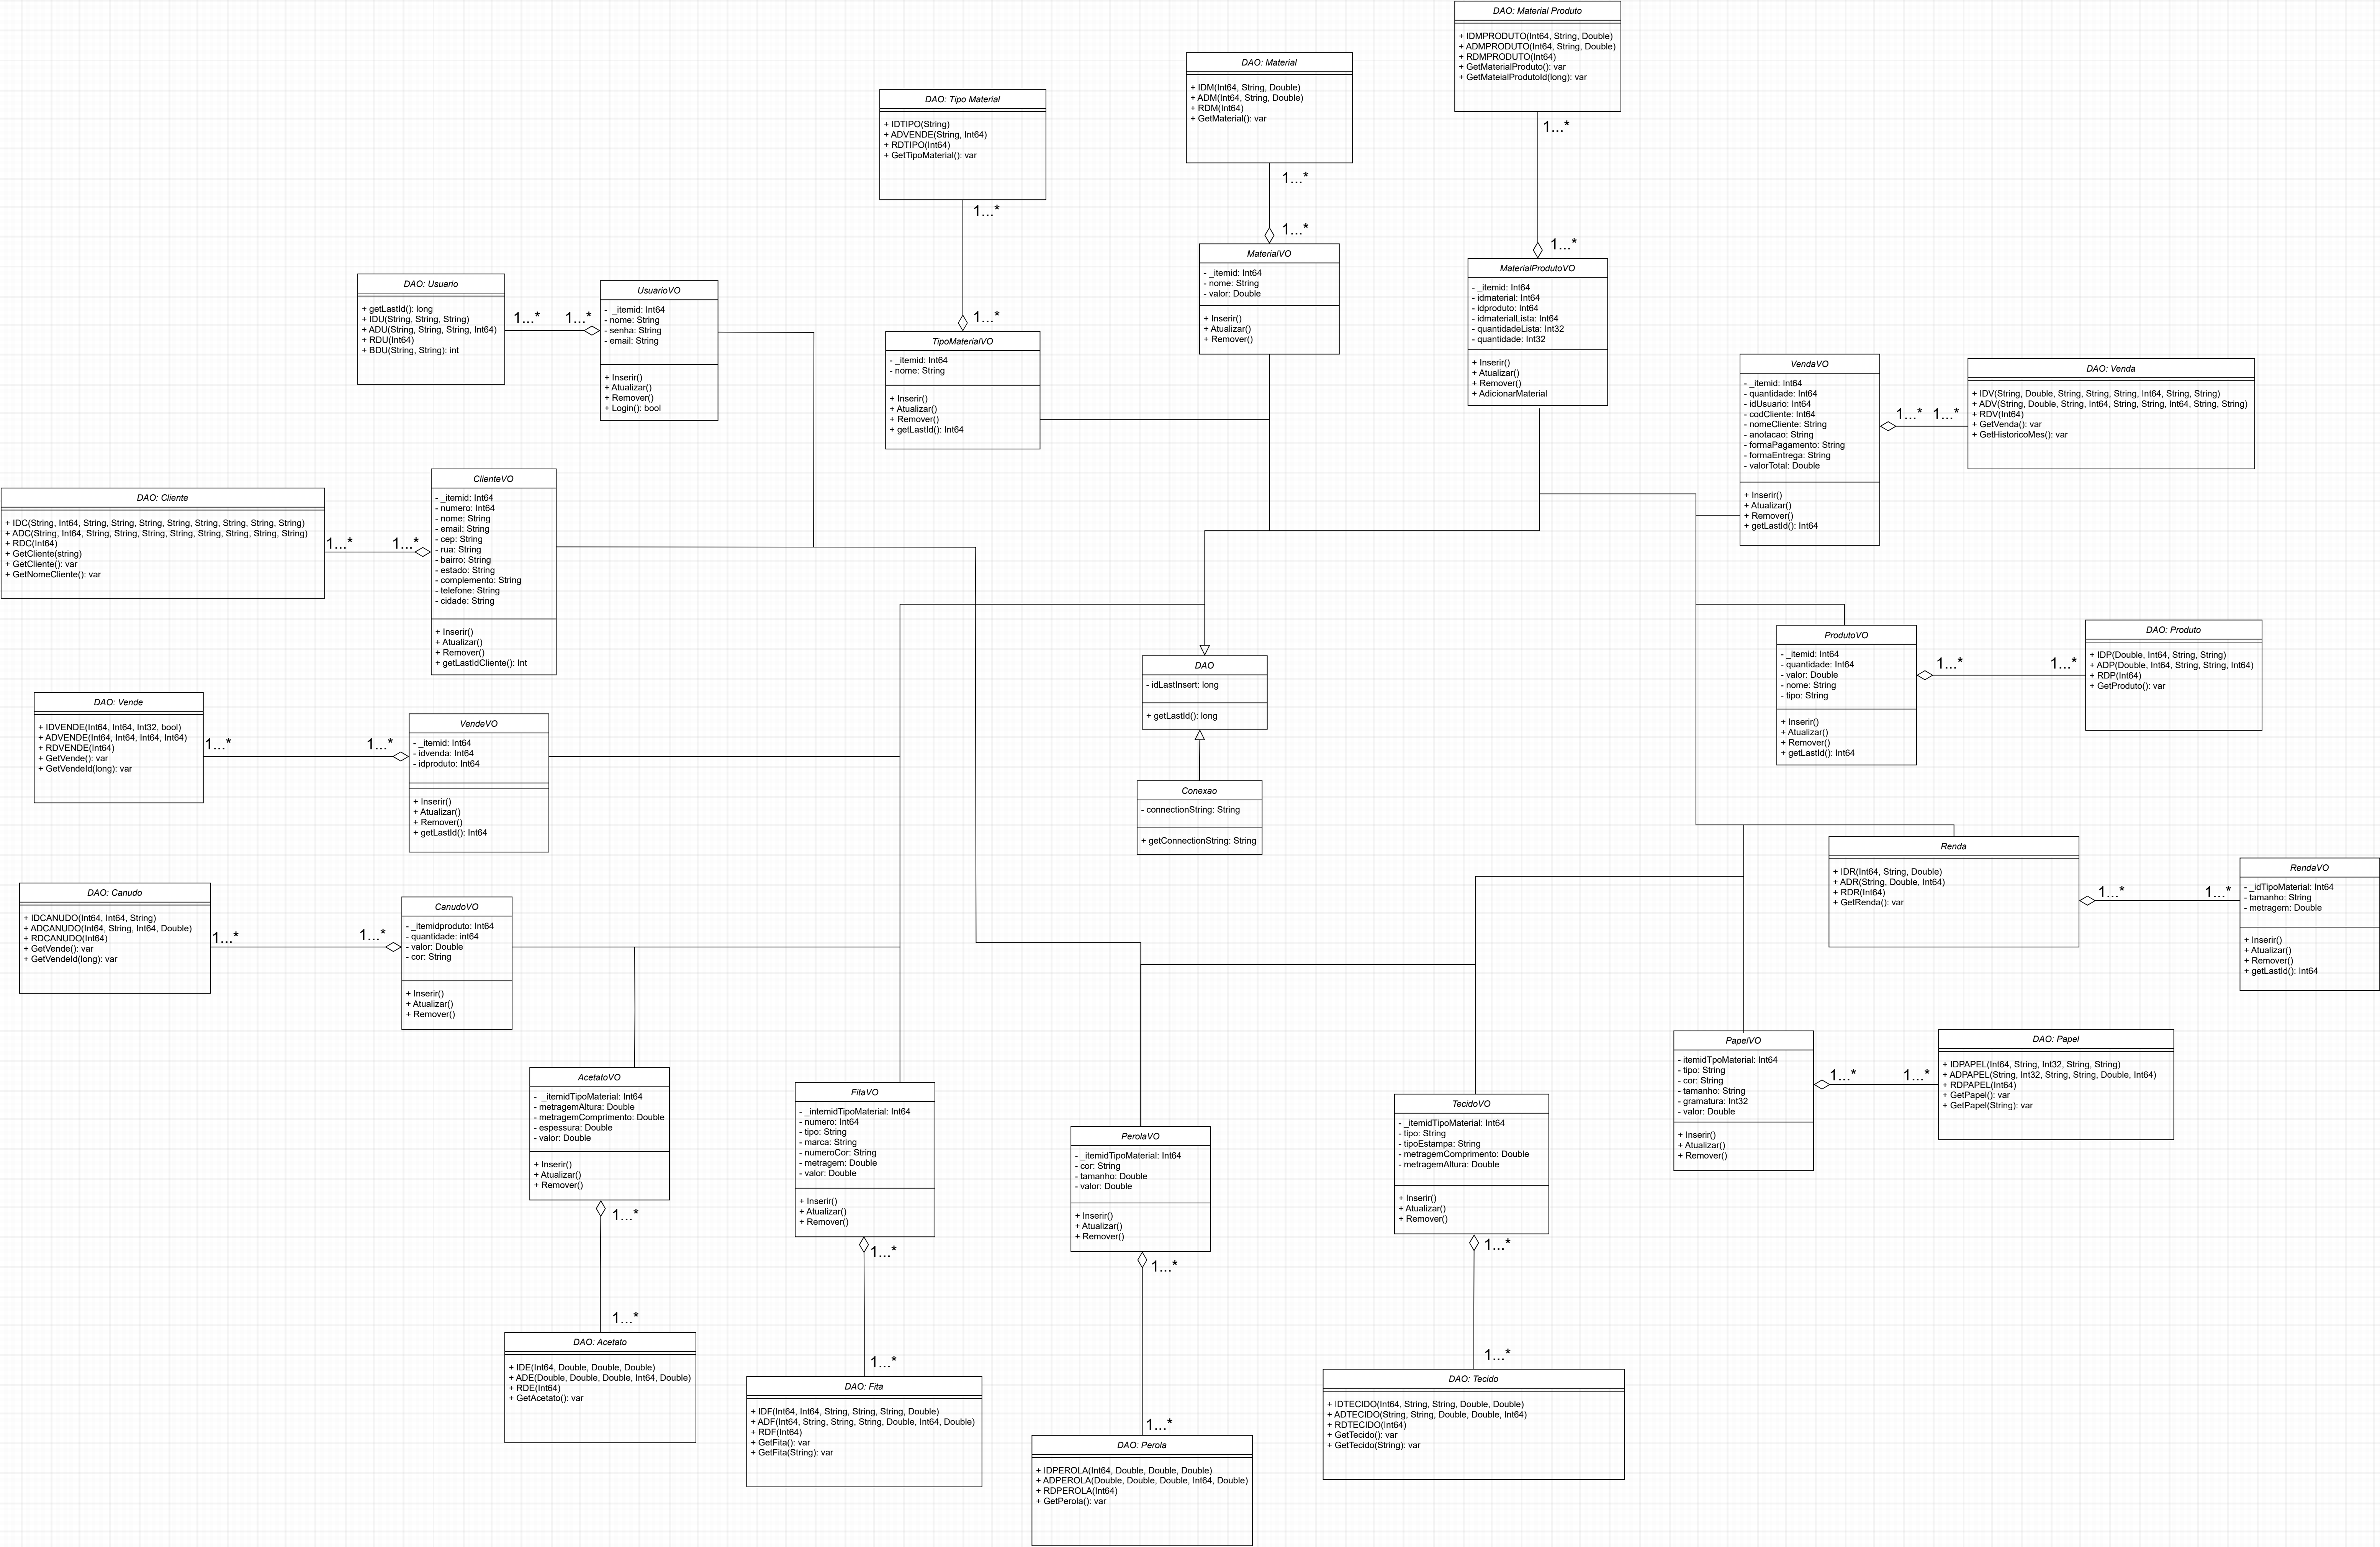 DAO: Material Produto
+ IDMPRODUTO(Int64, String, Double)
+ ADMPRODUTO(Int64, String, Double)
+ RDMPRODUTO(Int64)
+ GetMaterialProduto(): var
+ GetMateialProdutoId(long): var
1...*
1...*
DAO: Material
+ IDM(Int64, String, Double)
+ ADM(Int64, String, Double)
+ RDM(Int64)
+ GetMaterial(): var
1...*
1...*
DAO: Tipo Material
+ IDTIPO(String)
+ ADVENDE(String, Int64)
+ RDTIPO(Int64)
+ GetTipoMaterial(): var
1...*
1...*
MaterialVO
- _itemid: Int64
- nome: String
- valor: Double
+ Inserir()
+ Atualizar()
+ Remover()
MaterialProdutoVO
- _itemid: Int64
- idmaterial: Int64
- idproduto: Int64
- idmaterialLista: Int64
- quantidadeLista: Int32
- quantidade: Int32
+ Inserir()
+ Atualizar()
+ Remover()
+ AdicionarMaterial
DAO: Usuario
+ getLastId(): long
+ IDU(String, String, String)
+ ADU(String, String, String, Int64)
+ RDU(Int64)
+ BDU(String, String): int
1...*
1...*
UsuarioVO
- _itemid: Int64
- nome: String
- senha: String
- email: String
+ Inserir()
+ Atualizar()
+ Remover()
+ Login(): bool
TipoMaterialVO
- _itemid: Int64
- nome: String
+ Inserir()
+ Atualizar()
+ Remover()
+ getLastId(): Int64
VendaVO
- _itemid: Int64
- quantidade: Int64
- idUsuario: Int64
- codCliente: Int64
- nomeCliente: String
- anotacao: String
- formaPagamento: String
- formaEntrega: String
- valorTotal: Double
+ Inserir()
+ Atualizar()
+ Remover()
+ getLastId(): Int64
1...*
1...*
DAO: Venda
+ IDV(String, Double, String, String, String, Int64, String, String)
+ ADV(String, Double, String, Int64, String, String, Int64, String, String)
+ RDV(Int64)
+ GetVenda(): var
+ GetHistoricoMes(): var
DAO: Cliente
+ IDC(String, Int64, String, String, String, String, String, String, String, String)
+ ADC(String, Int64, String, String, String, String, String, String, String, String)
+ RDC(Int64)
+ GetCliente(string)
+ GetCliente(): var
+ GetNomeCliente(): var
1...*
1...*
ClienteVO
- _itemid: Int64
- numero: Int64
- nome: String
- email: String
- cep: String
- rua: String
- bairro: String
- estado: String
- complemento: String
- telefone: String
- cidade: String
+ Inserir()
+ Atualizar()
+ Remover()
+ getLastIdCliente(): Int
DAO
- idLastInsert: long
+ getLastId(): long
Conexao
- connectionString: String
+ getConnectionString: String
ProdutoVO
- _itemid: Int64
- quantidade: Int64
- valor: Double
- nome: String
- tipo: String
+ Inserir()
+ Atualizar()
+ Remover()
+ getLastId(): Int64
1...*
1...*
DAO: Produto
+ IDP(Double, Int64, String, String)
+ ADP(Double, Int64, String, String, Int64)
+ RDP(Int64)
+ GetProduto(): var
DAO: Vende
+ IDVENDE(Int64, Int64, Int32, bool)
+ ADVENDE(Int64, Int64, Int64, Int64)
+ RDVENDE(Int64)
+ GetVende(): var
+ GetVendeId(long): var
1...*
1...*
VendeVO
- _itemid: Int64
- idvenda: Int64
- idproduto: Int64
+ Inserir()
+ Atualizar()
+ Remover()
+ getLastId(): Int64
Renda
+ IDR(Int64, String, Double)
+ ADR(String, Double, Int64)
+ RDR(Int64)
+ GetRenda(): var
1...*
1...*
RendaVO
- _idTipoMaterial: Int64
- tamanho: String
- metragem: Double
+ Inserir()
+ Atualizar()
+ Remover()
+ getLastId(): Int64
DAO: Canudo
+ IDCANUDO(Int64, Int64, String)
+ ADCANUDO(Int64, String, Int64, Double)
+ RDCANUDO(Int64)
+ GetVende(): var
+ GetVendeId(long): var
1...*
1...*
CanudoVO
- _itemidproduto: Int64
- quantidade: int64
- valor: Double
- cor: String
+ Inserir()
+ Atualizar()
+ Remover()
AcetatoVO
- _itemidTipoMaterial: Int64
- metragemAltura: Double
- metragemComprimento: Double
- espessura: Double
- valor: Double
+ Inserir()
+ Atualizar()
+ Remover()
1...*
1...*
DAO: Acetato
+ IDE(Int64, Double, Double, Double)
+ ADE(Double, Double, Double, Int64, Double)
+ RDE(Int64)
+ GetAcetato(): var
FitaVO
- _intemidTipoMaterial: Int64
- numero: Int64
- tipo: String
- marca: String
- numeroCor: String
- metragem: Double
- valor: Double
+ Inserir()
+ Atualizar()
+ Remover()
1...*
1...*
DAO: Fita
+ IDF(Int64, Int64, String, String, String, Double)
+ ADF(Int64, String, String, String, Double, Int64, Double)
+ RDF(Int64)
+ GetFita(): var
+ GetFita(String): var
PerolaVO
- _itemidTipoMaterial: Int64
- cor: String
- tamanho: Double
- valor: Double
+ Inserir()
+ Atualizar()
+ Remover()
1...*
1...*
DAO: Perola
+ IDPEROLA(Int64, Double, Double, Double)
+ ADPEROLA(Double, Double, Double, Int64, Double)
+ RDPEROLA(Int64)
+ GetPerola(): var
TecidoVO
- _itemidTipoMaterial: Int64
- tipo: String
- tipoEstampa: String
- metragemComprimento: Double
- metragemAltura: Double
+ Inserir()
+ Atualizar()
+ Remover()
1...*
1...*
DAO: Tecido
+ IDTECIDO(Int64, String, String, Double, Double)
+ ADTECIDO(String, String, Double, Double, Int64)
+ RDTECIDO(Int64)
+ GetTecido(): var
+ GetTecido(String): var
PapelVO
- itemidTpoMaterial: Int64
- tipo: String
- cor: String
- tamanho: String
- gramatura: Int32
- valor: Double
+ Inserir()
+ Atualizar()
+ Remover()
1...*
1...*
DAO: Papel
+ IDPAPEL(Int64, String, Int32, String, String)
+ ADPAPEL(String, Int32, String, String, Double, Int64)
+ RDPAPEL(Int64)
+ GetPapel(): var
+ GetPapel(String): var